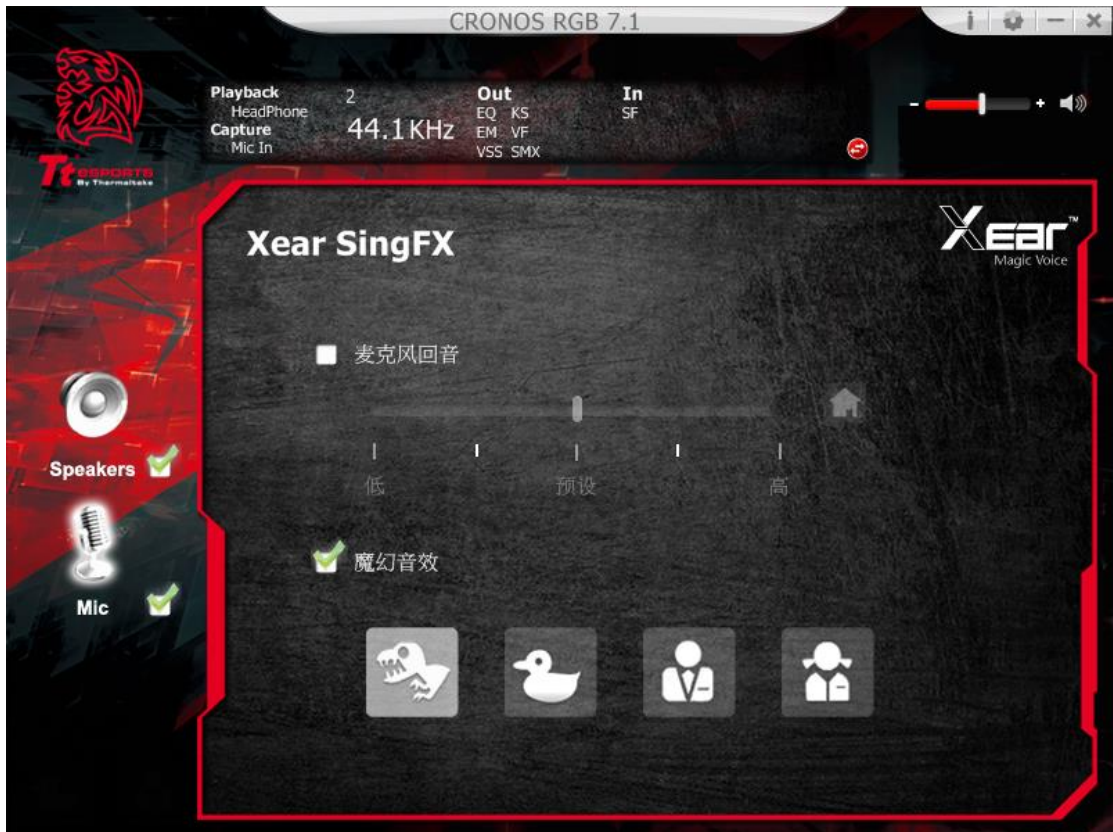 CRONOS RGB 7.1
Playback 2 Out In
HeadPhone EQ KS SF
Capture 44.1KHz EM VF
Mic In VSS SMX
- +
Tt eSPORTS
By Thermaltake
Xear SingFX
Xear™
Magic Voice
麦克风回音
低 预设 高
Speakers
魔幻音效
Mic